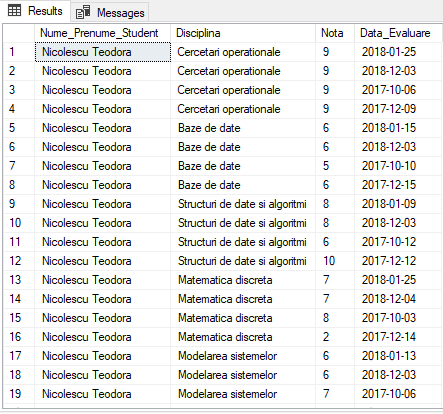 Results Messages
Nume_Prenume_Student Disciplina Nota Data_Evaluare
1 Nicolescu Teodora Cercetari operationale 9 2018-01-25
2 Nicolescu Teodora Cercetari operationale 9 2018-12-03
3 Nicolescu Teodora Cercetari operationale 9 2017-10-06
4 Nicolescu Teodora Cercetari operationale 9 2017-12-09
5 Nicolescu Teodora Baze de date 6 2018-01-15
6 Nicolescu Teodora Baze de date 6 2018-12-03
7 Nicolescu Teodora Baze de date 5 2017-10-10
8 Nicolescu Teodora Baze de date 6 2017-12-15
9 Nicolescu Teodora Structuri de date si algoritmi 8 2018-01-09
10 Nicolescu Teodora Structuri de date si algoritmi 8 2018-12-03
11 Nicolescu Teodora Structuri de date si algoritmi 6 2017-10-12
12 Nicolescu Teodora Structuri de date si algoritmi 10 2017-12-12
13 Nicolescu Teodora Matematica discreta 7 2018-01-25
14 Nicolescu Teodora Matematica discreta 7 2018-12-04
15 Nicolescu Teodora Matematica discreta 8 2017-10-03
16 Nicolescu Teodora Matematica discreta 2 2017-12-14
17 Nicolescu Teodora Modelarea sistemelor 6 2018-01-13
18 Nicolescu Teodora Modelarea sistemelor 6 2018-12-03
19 Nicolescu Teodora Modelarea sistemelor 7 2017-10-06